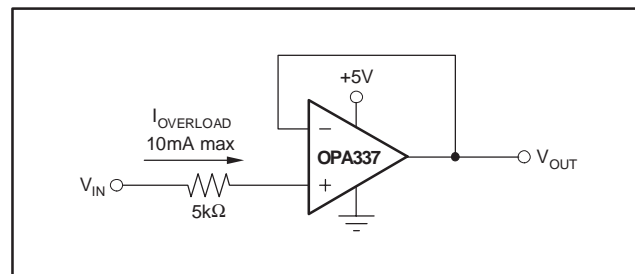 +5V
I OVERLOAD
10mA max
−
OPA337
V OUT
V IN
+
5kΩ